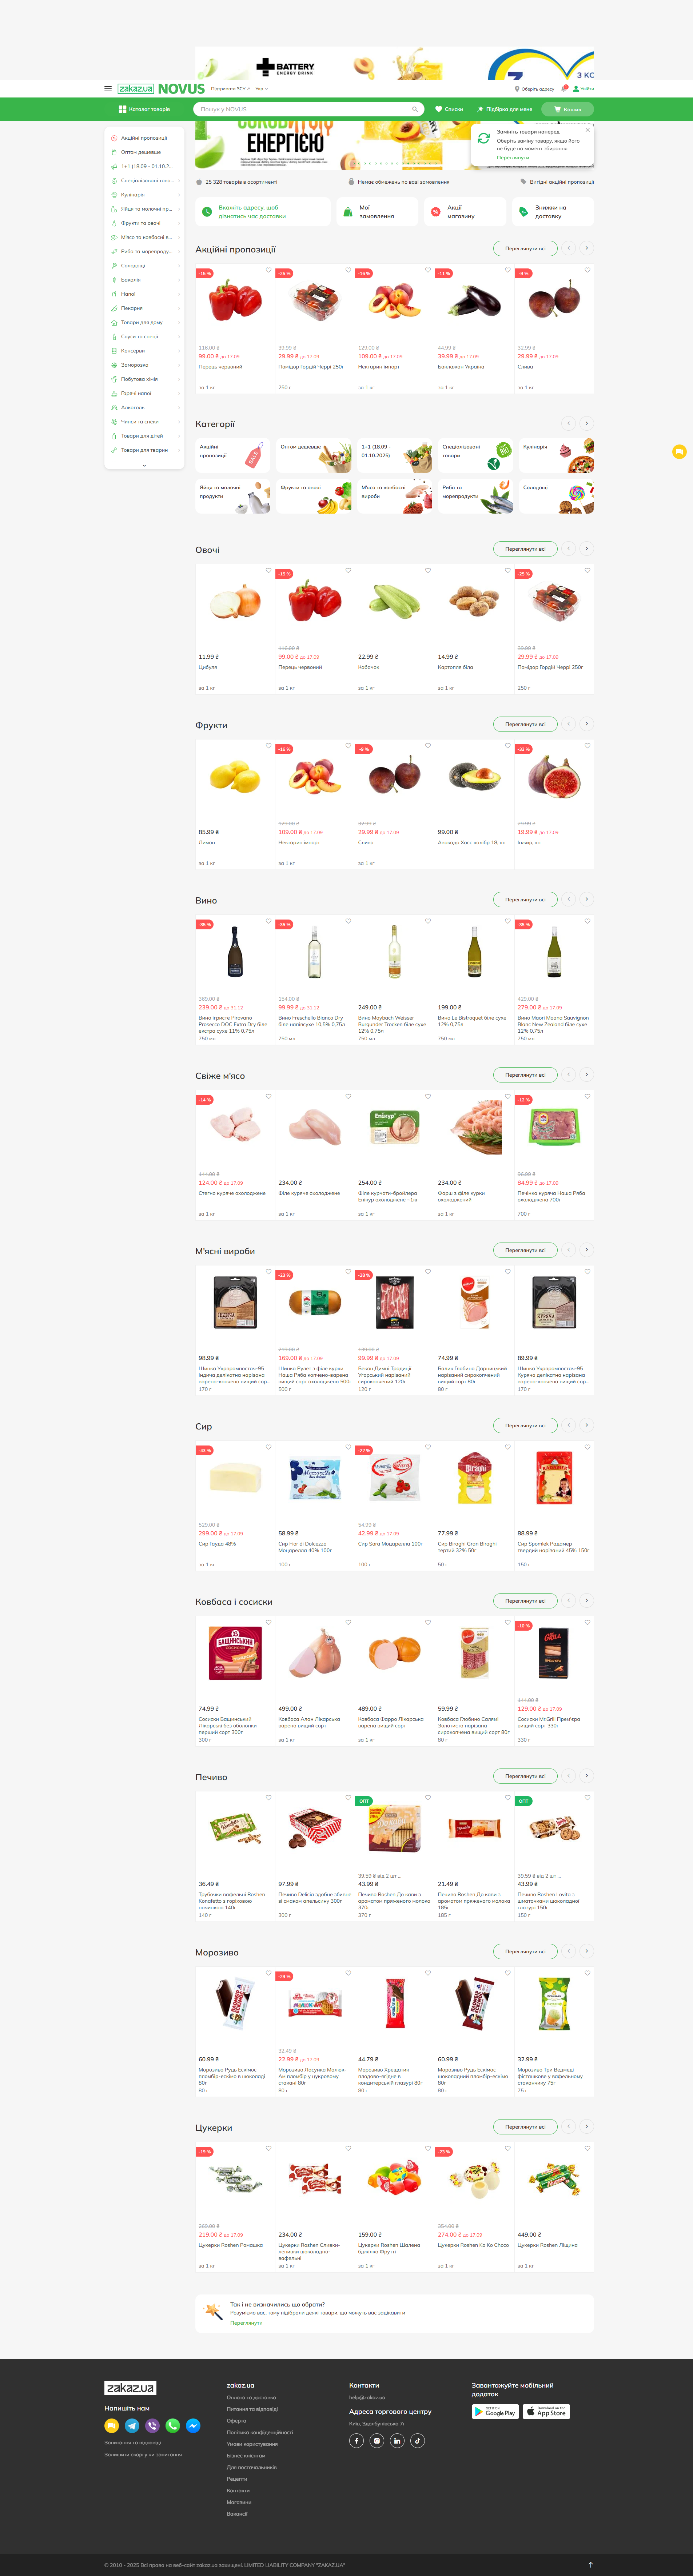 BATTERY
ENERGY DRINK
З КС
zakaz.ua NOVUS
Підтримати ЗСУ
Укр
Оберіть адресу
Увійти
Каталог товарів
Пошук у NOVUS
Списки
Підбірка для мене
Кошик
ЕНЕРГІЄЮ
Замініть товари наперед
Оберіть заміну товару, якщо його не буде на момент збирання
Переглянути
Акційні пропозиції
Оптом дешевше
1+1 (18.09 - 01.10.2...
Спеціалізовані това...
Кулінарія
Яйця та молочні пр...
Фрукти та овочі
М'ясо та ковбасні в...
Риба та морепроду...
Солодощі
Бакалія
Напої
Пекарня
Товари для дому
Соуси та спеції
Консерви
Заморозка
Побутова хімія
Гарячі напої
Алкоголь
Чипси та снеки
Товари для дітей
Товари для тварин
25 328 товарів в асортименті
Немає обмежень по вазі замовлення
Вигідні акційні пропозиції
Вкажіть адресу, щоб дізнатись час доставки
Мої замовлення
Акції магазину
Знижки на доставку
Акційні пропозиції
Переглянути всі
-15 %
116.00 ₴
99.00 ₴ до 17.09
Перець червоний
за 1 кг
-25 %
39.99 ₴
29.99 ₴ до 17.09
Помідор Гордій Черрі 250г
250 г
129.00 ₴
109.00 ₴ до 17.09
Нектарин імпорт
за 1 кг
-11 %
44.99 ₴
39.99 ₴ до 17.09
Баклажан Україна
за 1 кг
-9 %
32.99 ₴
29.99 ₴ до 17.09
Слива
за 1 кг
Категорії
Акційні пропозиції
Оптом дешевше
1+1 (18.09 - 01.10.2025)
Спеціалізовані товари
Кулінарія
Яйця та молочні продукти
Фрукти та овочі
М'ясо та ковбасні вироби
Риба та морепродукти
Солодощі
Овочі
Переглянути всі
11.99 ₴
Цибуля
за 1 кг
-15 %
116.00 ₴
99.00 ₴ до 17.09
Перець червоний
за 1 кг
22.99 ₴
Кабачок
за 1 кг
14.99 ₴
Картопля біла
за 1 кг
-25 %
39.99 ₴
29.99 ₴ до 17.09
Помідор Гордій Черрі 250г
250 г
Фрукти
Переглянути всі
85.99 ₴
Лимон
за 1 кг
129.00 ₴
109.00 ₴ до 17.09
Нектарин імпорт
за 1 кг
-9 %
32.99 ₴
29.99 ₴ до 17.09
Слива
за 1 кг
99.00 ₴
Авокадо Хасс калібр 18, шт
-33 %
29.99 ₴
19.99 ₴ до 17.09
Інжир, шт
Вино
Переглянути всі
369.00 ₴
239.00 ₴ до 31.12
Вино ігристе Pirovano Prosecco DOC Extra Dry біле екстра сухе 11% 0,75л
750 мл
-35 %
154.00 ₴
99.99 ₴ до 31.12
Вино Freschello Bianco Dry біле напівсухе 10.5% 0,75л
750 мл
249.00 ₴
Вино Maybach Weisser Burgunder Trocken біле сухе 12% 0,75л
750 мл
199.00 ₴
Вино Le Bistroquet біле сухе 12% 0,75л
750 мл
-35 %
429.00 ₴
279.00 ₴ до 17.09
Вино Maori Moana Sauvignon Blanc New Zealand біле сухе 12% 0,75л
750 мл
Свіже м'ясо
Переглянути всі
-14 %
144.00 ₴
124.00 ₴ до 17.09
Стегно куряче охолоджене
за 1 кг
234.00 ₴
Філе куряче охолоджене
за 1 кг
254.00 ₴
Філе курчати-бройлера Епікур охолоджене ~1кг
за 1 кг
234.00 ₴
Фарш з філе курки охолоджений
за 1 кг
-12 %
96.99 ₴
84.99 ₴ до 17.09
Печінка куряча Наша Ряба охолоджена 700г
700 г
М'ясні вироби
Переглянути всі
98.99 ₴
Шинка Укрпромпостач-95 Індича делікатна нарізана варено-копчена вищий сор...
170 г
-23 %
219.00 ₴
169.00 ₴ до 17.09
Шинка Рулет з філе курки Наша Ряба копчено-варена вищий сорт охолоджена 500г
500 г
-28 %
139.00 ₴
99.99 ₴ до 17.09
Бекон Димні Традиції Угорський нарізаний сирокопчений 120г
120 г
74.99 ₴
Балик Глобино Дарницький нарізаний сирокопчений вищий сорт 80г
80 г
89.99 ₴
Шинка Укрпромпостач-95 Куряча делікатна нарізана варено-копчена вищий сор...
170 г
Сир
Переглянути всі
-43 %
529.00 ₴
299.00 ₴ до 17.09
Сир Гауда 48%
за 1 кг
58.99 ₴
Сир Fior di Dolcezza Моцарелла 40% 100г
100 г
42.99 ₴ до 17.09
Сир Sans Моцарелла 100г
100 г
77.99 ₴
Сир Biraghi Gran Biraghi тертий 32% 50г
50 г
88.99 ₴
Сир Spomlek Радамер твердий нарізаний 45% 150г
150 г
Ковбаса і сосиски
Переглянути всі
74.99 ₴
Сосиски Бащинський Лікарські без оболонки перший сорт 300г
300 г
499.00 ₴
Ковбаса Алан Лікарська варена вищий сорт
за 1 кг
489.00 ₴
Ковбаса Фарро Лікарська варена вищий сорт
за 1 кг
59.99 ₴
Ковбаса Глобино Салямі Золотиста нарізана сирокопчена вищий сорт 80г
80 г
-10 %
144.00 ₴
129.00 ₴ до 17.09
Сосиски Mr.Grill Прем'єра вищий сорт 330г
330 г
Печиво
Переглянути всі
36.49 ₴
Трубочки вафельні Roshen Konafetto з горіховою начинкою 140г
140 г
97.99 ₴
Печиво Delicia здобне збивне зі смаком апельсину 300г
300 г
ОПТ
39.59 ₴ від 2 шт ...
43.99 ₴
Печиво Roshen До кави з ароматом пряженого молока 370г
370 г
21.49 ₴
Печиво Roshen До кави з ароматом пряженого молока 185г
185 г
ОПТ
39.59 ₴ від 2 шт ...
43.99 ₴
Печиво Roshen Lovita з шматочками шоколадної глазурі 150г
150 г
Морозиво
Переглянути всі
60.99 ₴
Морозиво Рудь Ескімос пломбір-ескімо в шоколаді 80г
80 г
-29 %
32.49 ₴
22.99 ₴ до 17.09
Морозиво Ласунка Малюк-Ам пломбір у цукровому стакані 80г
80 г
44.79 ₴
Морозиво Хрещатик плодово-ягідне в кондитерській глазурі 80г
80 г
60.99 ₴
Морозиво Рудь Ескімос шоколадний пломбір-ескімо 80г
80 г
32.99 ₴
Морозиво Три Ведмеді фісташкове у вафельному стаканчику 75г
75 г
Цукерки
Переглянути всі
269.00 ₴
219.00 ₴ до 17.09
Цукерки Roshen Ромашка
за 1 кг
234.00 ₴
Цукерки Roshen Сливки-ленивки шоколадно-вафельні
за 1 кг
159.00 ₴
Цукерки Roshen Шалена бджілка Фрутті
за 1 кг
-23 %
354.00 ₴
274.00 ₴ до 17.09
Цукерки Roshen Ko Ko Choco
за 1 кг
449.00 ₴
Цукерки Roshen Ліщина
за 1 кг
Так і не визначились що обрати?
Розуміємо вас, тому підібрали деякі товари, що можуть вас зацікавити
Переглянути
zakaz.ua
Напишіть нам
Запитання та відповіді
Залишити скаргу чи запитання
zakaz.ua
Оплата та доставка
Питання та відповіді
Оферта
Політика конфіденційності
Умови користування
Бізнес клієнтам
Для постачальників
Рецепти
Контакти
Магазини
Вакансії
Контакти
help@zakaz.ua
Адреса торгового центру
Київ, Здолбунівська 7г
Завантажуйте мобільний додаток
GET IT ON Google Play
Download on the App Store
© 2010 - 2025 Всі права на веб-сайт zakaz.ua захищені. LIMITED LIABILITY COMPANY "ZAKAZ.UA"